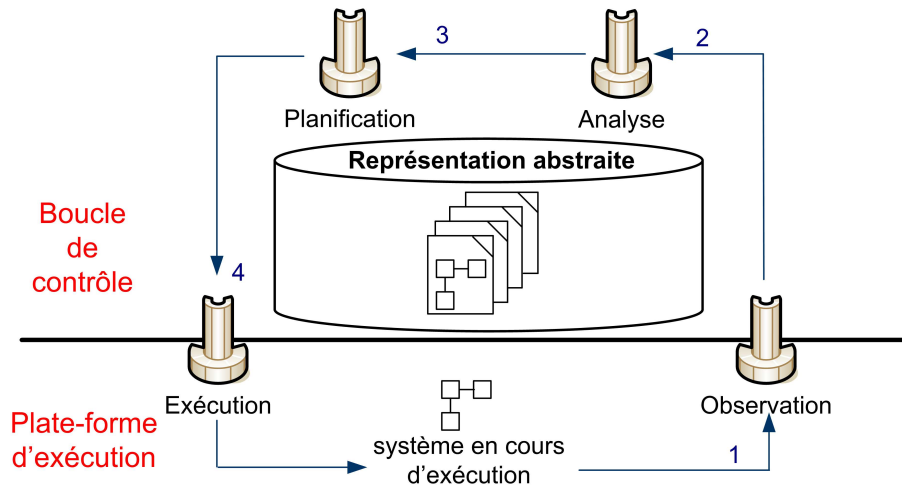 3
2
Planification
Analyse
Représentation abstraite
Boucle
de
contrôle
4
Exécution
Observation
Plate-forme
d'exécution
système en cours
d'exécution
1